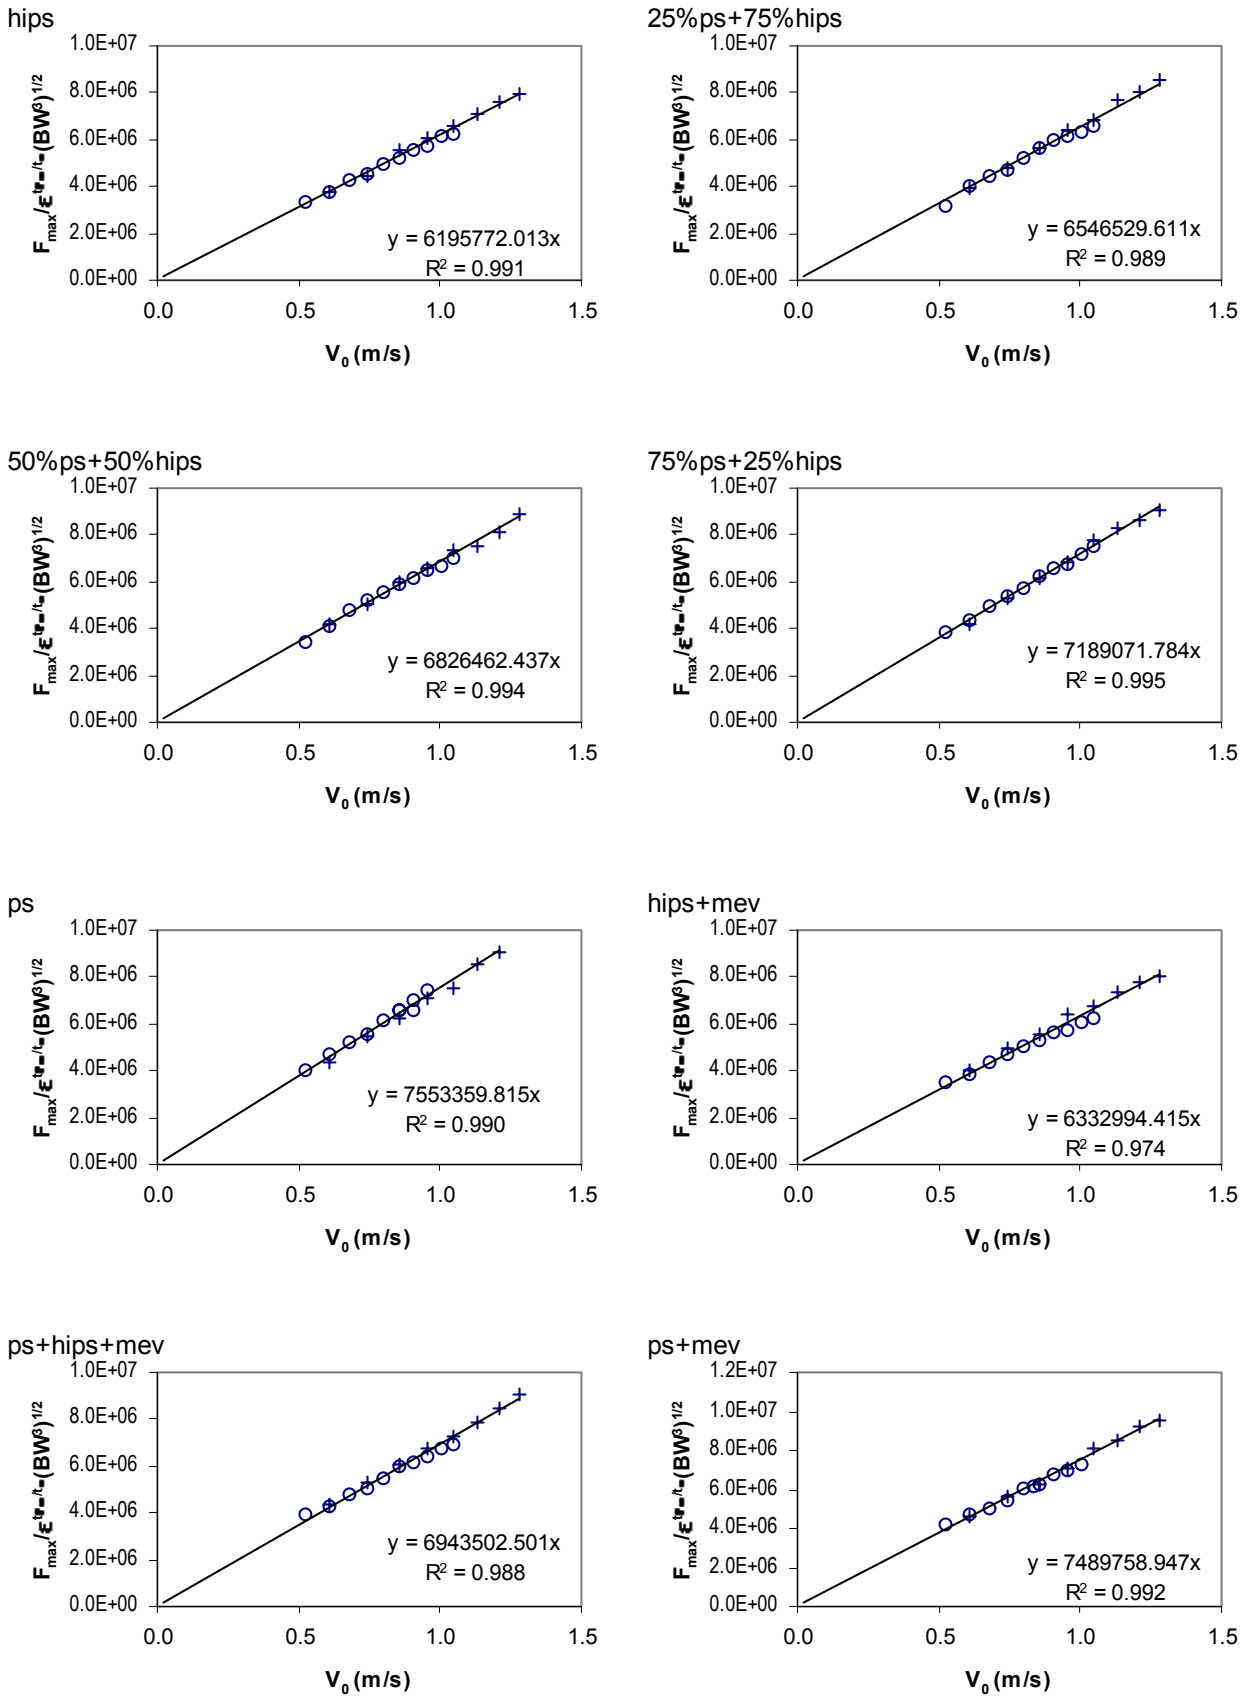 hips
1.0E+07
8.0E+06
6.0E+06
4.0E+06
2.0E+06
0.0E+00
y = 6195772.013x
R² = 0.991
0.0 0.5 1.0 1.5
V₀ (m/s)
25%ps+75%hips
1.0E+07
8.0E+06
6.0E+06
4.0E+06
2.0E+06
0.0E+00
y = 6546529.611x
R² = 0.989
0.0 0.5 1.0 1.5
V₀ (m/s)
50%ps+50%hips
1.0E+07
8.0E+06
6.0E+06
4.0E+06
2.0E+06
0.0E+00
y = 6826462.437x
R² = 0.994
0.0 0.5 1.0 1.5
V₀ (m/s)
75%ps+25%hips
1.0E+07
8.0E+06
6.0E+06
4.0E+06
2.0E+06
0.0E+00
y = 7189071.784x
R² = 0.995
0.0 0.5 1.0 1.5
V₀ (m/s)
ps
1.0E+07
8.0E+06
6.0E+06
4.0E+06
2.0E+06
0.0E+00
y = 7553359.815x
R² = 0.990
0.0 0.5 1.0 1.5
V₀ (m/s)
hips+mev
1.0E+07
8.0E+06
6.0E+06
4.0E+06
2.0E+06
0.0E+00
y = 6332994.415x
R² = 0.974
0.0 0.5 1.0 1.5
V₀ (m/s)
ps+hips+mev
1.0E+07
8.0E+06
6.0E+06
4.0E+06
2.0E+06
0.0E+00
y = 6943502.501x
R² = 0.988
0.0 0.5 1.0 1.5
V₀ (m/s)
ps+mev
1.2E+07
1.0E+07
8.0E+06
6.0E+06
4.0E+06
2.0E+06
0.0E+00
y = 7489758.947x
R² = 0.992
0.0 0.5 1.0 1.5
V₀ (m/s)